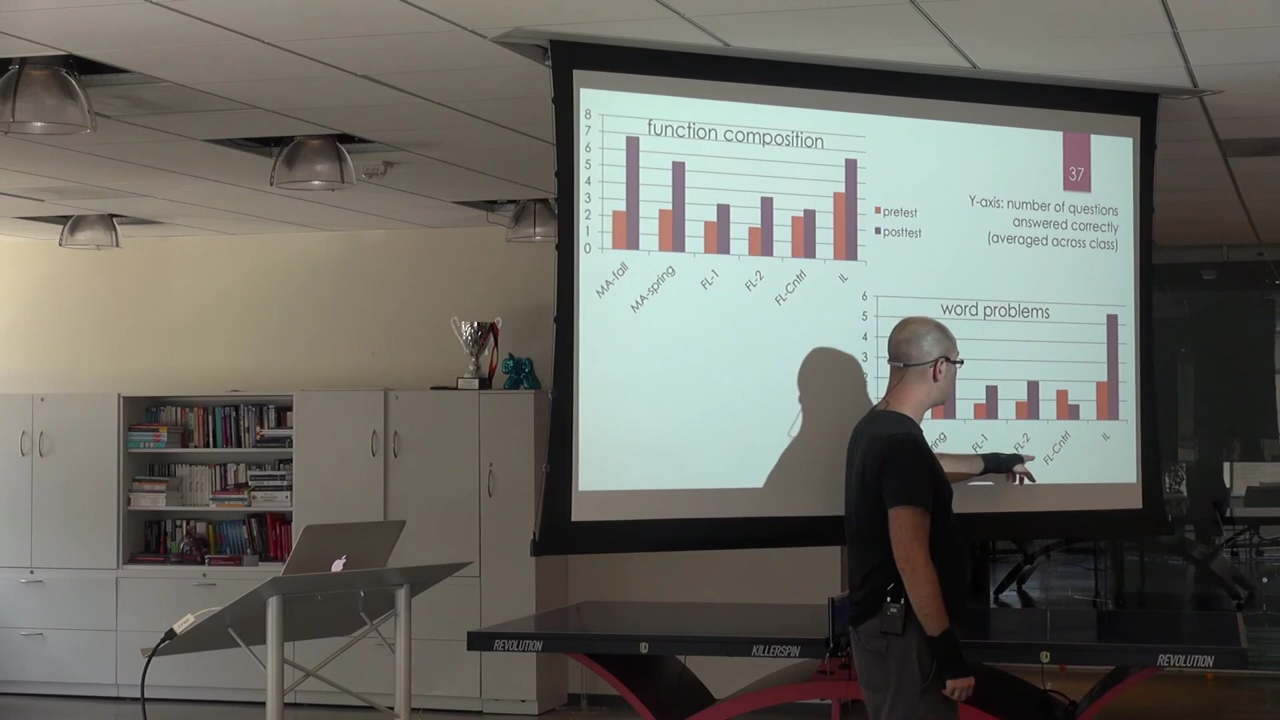 8
7
6
5
4
3
2
1
0
function composition
MA-fall
MA-spring
FL-1
FL-2
FL-Cntrl
IL
pretest
posttest
37
Y-axis: number of questions
answered correctly
(averaged across class)
6
5
4
3
word problems
FL-1
FL-2
FL-Cntrl
IL
REVOLUTION
KILLERSPIN
REVOLUTION